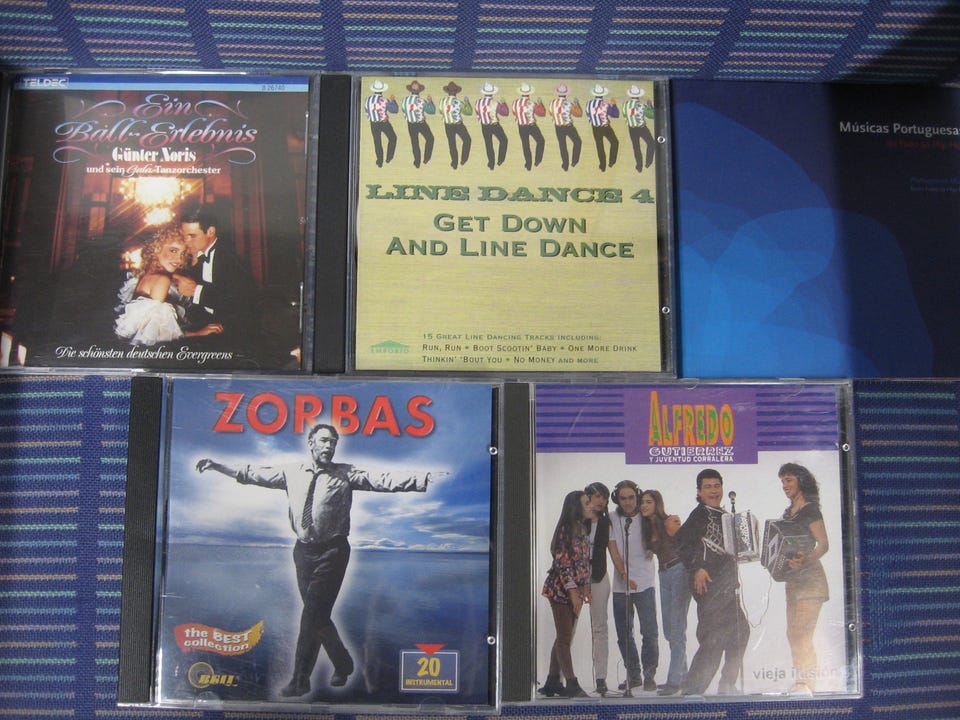 TELDEC
8 26740
Ein
Ball-Erlebnis
Günter Noris
und sein Gala-Tanzorchester
Die schönsten deutschen Evergreens
LINE DANCE 4
GET DOWN
AND LINE DANCE
15 GREAT LINE DANCING TRACKS INCLUDING:
RUN, RUN • BOOT SCOOTIN' BABY • ONE MORE DRINK
THINKIN' 'BOUT YOU • NO MONEY AND MORE
EMPORIO
Músicas Portuguesas
ZORBAS
the BEST
collection
20
INSTRUMENTAL
ALFREDO
GUTIERREZ
Y JUVENTUD CORRALERA
vieja ilusión